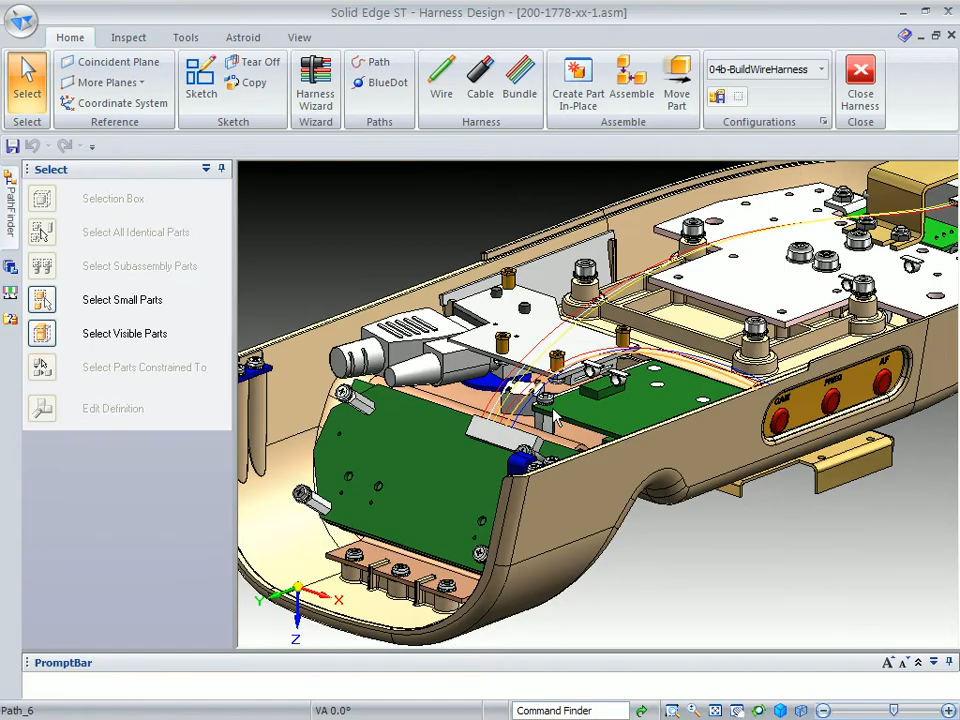 Solid Edge ST - Harness Design - [200-1778-xx-1.asm]
Home Inspect Tools Astroid View
Select
Select
Coincident Plane
More Planes
Coordinate System
Reference
Sketch
Tear Off
Copy
Sketch
Harness
Wizard
Wizard
Path
BlueDot
Paths
Wire Cable Bundle
Harness
Create Part
In-Place
Assemble
Move
Part
Assemble
04b-BuildWireHarness
Configurations
Close
Harness
Close
PathFinder
Select
Selection Box
Select All Identical Parts
Select Subassembly Parts
Select Small Parts
Select Visible Parts
Select Parts Constrained To
Edit Definition
AF
Y
X
Z
PromptBar
Path_6
VA 0.0°
Command Finder